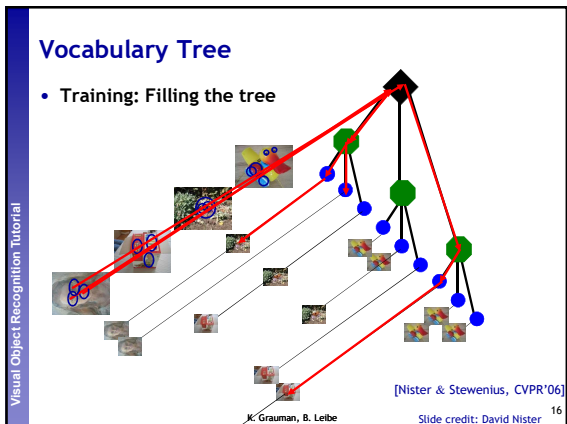 Vocabulary Tree
• Training: Filling the tree
Visual Object Recognition Tutorial
[Nister & Stewenius, CVPR'06]
K. Grauman, B. Leibe
Slide credit: David Nister
16